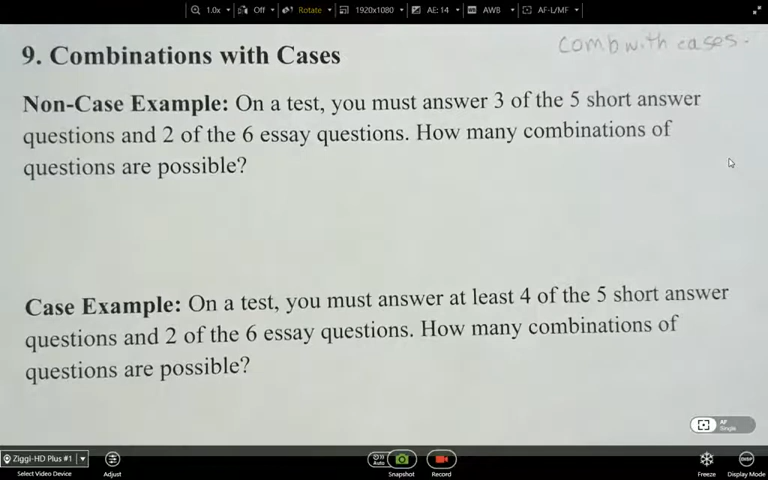 1.0x Off Rotate 1920x1080 AE: 14 AWB AF-L/MF
comb with cases.
9. Combinations with Cases
Non-Case Example: On a test, you must answer 3 of the 5 short answer
questions and 2 of the 6 essay questions. How many combinations of
questions are possible?
Case Example: On a test, you must answer at least 4 of the 5 short answer
questions and 2 of the 6 essay questions. How many combinations of
questions are possible?
AF
Single
Ziggi-HD Plus #1
Auto
DISP
Select Video Device Adjust Snapshot Record Freeze Display Mode